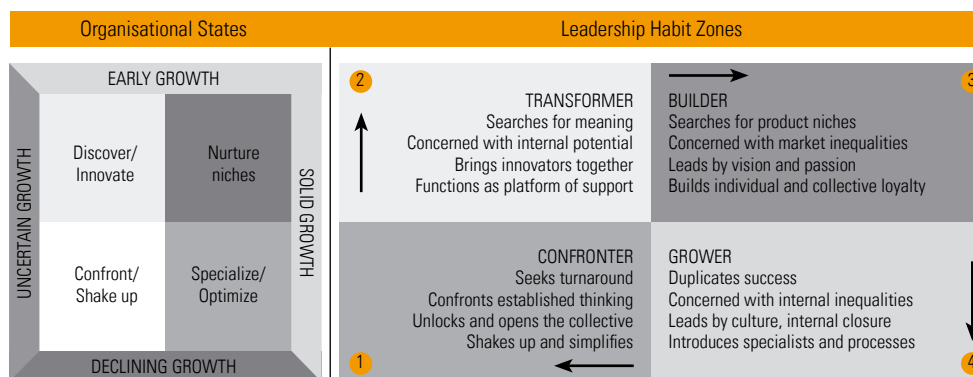 Organisational States
Leadership Habit Zones
EARLY GROWTH
UNCERTAIN GROWTH
Discover/
Innovate
Nurture
niches
SOLID GROWTH
Confront/
Shake up
Specialize/
Optimize
DECLINING GROWTH
2
TRANSFORMER
Searches for meaning
Concerned with internal potential
Brings innovators together
Functions as platform of support
3
BUILDER
Searches for product niches
Concerned with market inequalities
Leads by vision and passion
Builds individual and collective loyalty
CONFRONTER
Seeks turnaround
Confronts established thinking
Unlocks and opens the collective
Shakes up and simplifies
1
GROWER
Duplicates success
Concerned with internal inequalities
Leads by culture, internal closure
Introduces specialists and processes
4